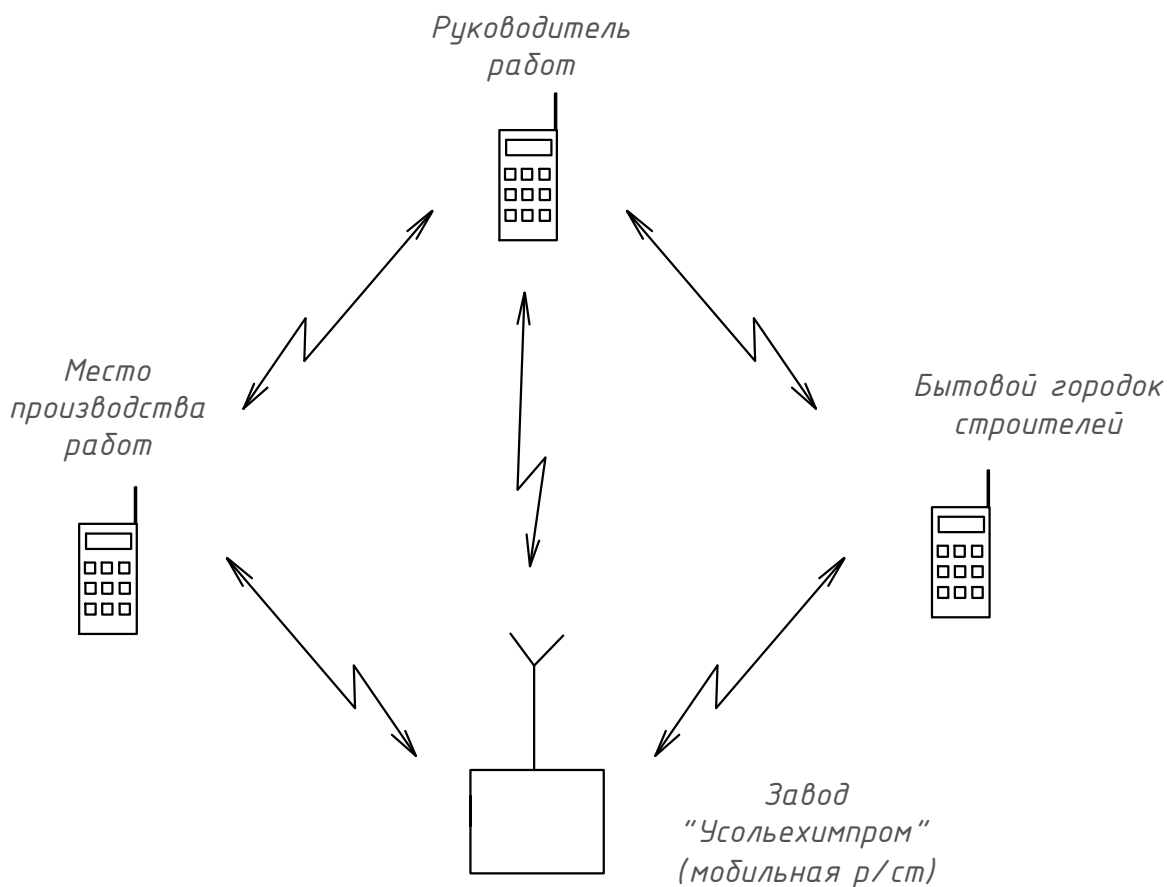 Руководитель
работ
Место
производства
работ
Бытовой городок
строителей
Завод
"Усольехимпром"
(мобильная р/ст)